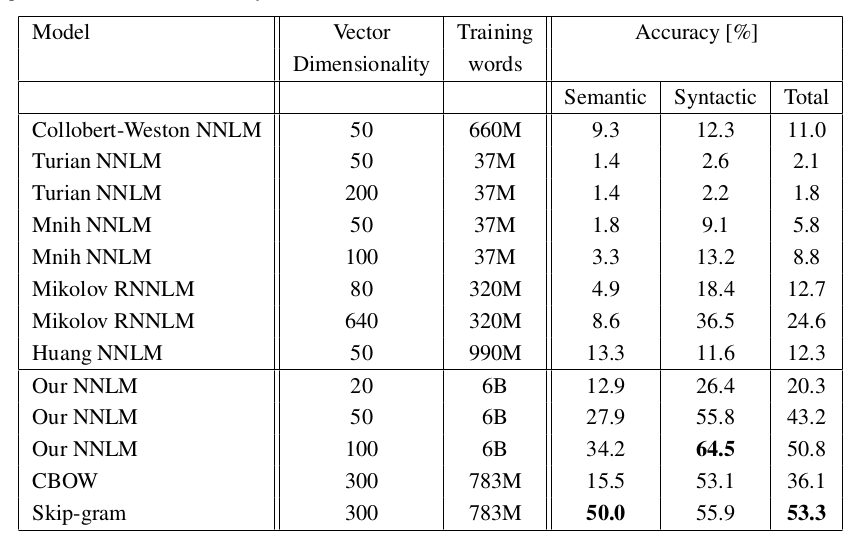 Model Vector Training Accuracy [%]
Dimensionality words
Semantic Syntactic Total
Collobert-Weston NNLM 50 660M 9.3 12.3 11.0
Turian NNLM 50 37M 1.4 2.6 2.1
Turian NNLM 200 37M 1.4 2.2 1.8
Mnih NNLM 50 37M 1.8 9.1 5.8
Mnih NNLM 100 37M 3.3 13.2 8.8
Mikolov RNNLM 80 320M 4.9 18.4 12.7
Mikolov RNNLM 640 320M 8.6 36.5 24.6
Huang NNLM 50 990M 13.3 11.6 12.3
Our NNLM 20 6B 12.9 26.4 20.3
Our NNLM 50 6B 27.9 55.8 43.2
Our NNLM 100 6B 34.2 64.5 50.8
CBOW 300 783M 15.5 53.1 36.1
Skip-gram 300 783M 50.0 55.9 53.3